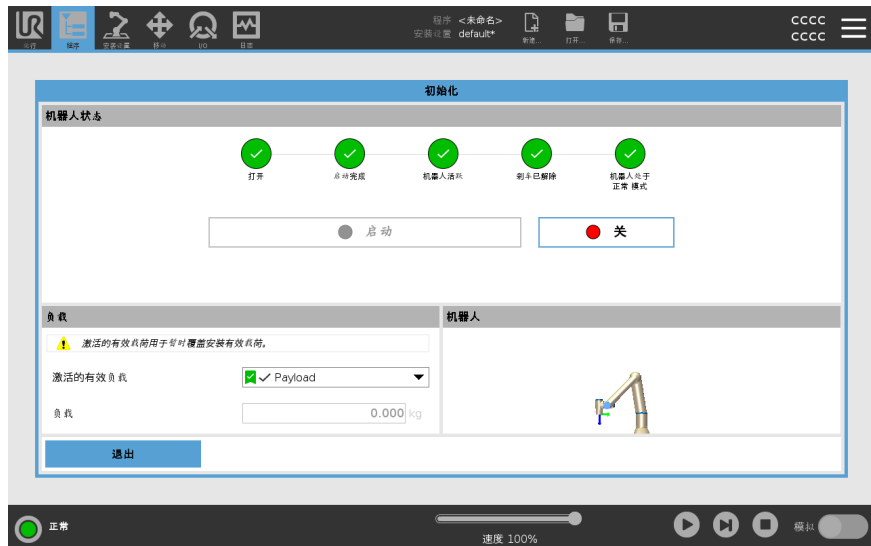 UR
运行
程序
安装设置
移动
I/O
日志
程序 <未命名>
安装设置 default*
新建...
打开...
保存...
cccc
cccc
初始化
机器人状态
打开
启动完成
机器人活跃
刹车已解除
机器人处于
正常 模式
启动
关
负载
机器人
激活的有效载荷用于暂时覆盖安装有效载荷。
激活的有效负载
Payload
负载
0.000 kg
退出
正常
速度 100%
模拟